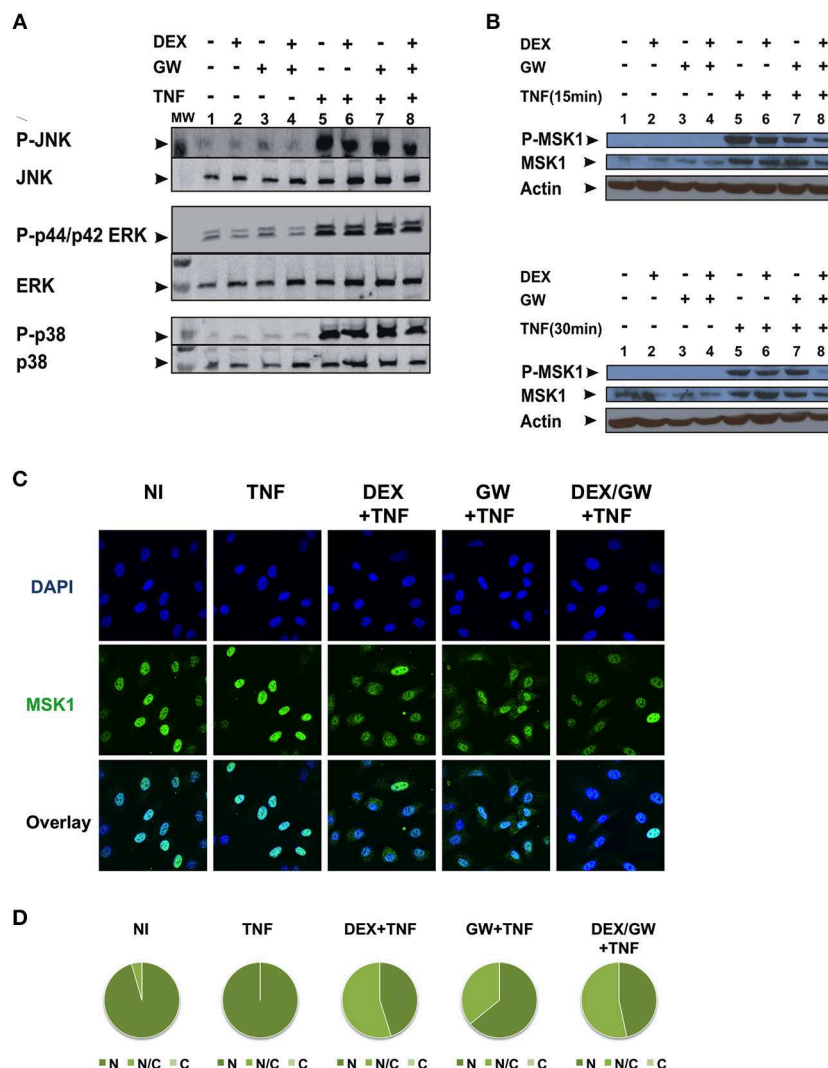 A
DEX - + - + - + - +
GW - - + + - - + +
TNF - - - - + + + +
MW 1 2 3 4 5 6 7 8
P-JNK
JNK
P-p44/p42 ERK
ERK
P-p38
p38
B
DEX - + - + - + - +
GW - - + + - - + +
TNF(15min) - - - - + + + +
1 2 3 4 5 6 7 8
P-MSK1
MSK1
Actin
DEX - + - + - + - +
GW - - + + - - + +
TNF(30min) - - - - + + + +
1 2 3 4 5 6 7 8
P-MSK1
MSK1
Actin
C
NI TNF DEX GW DEX/GW
+TNF +TNF +TNF
DAPI
MSK1
Overlay
D
NI TNF DEX+TNF GW+TNF DEX/GW
+TNF
N N/C C N N/C C N N/C C N N/C C N N/C C